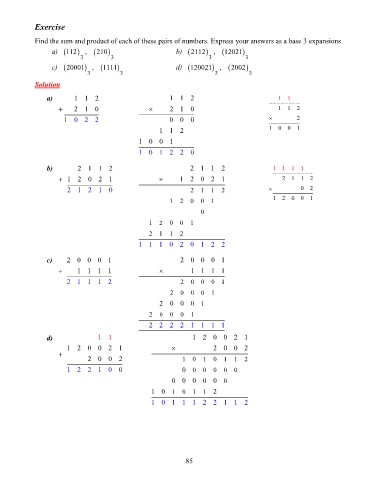 Exercise
Find the sum and product of each of these pairs of numbers. Express your answers as a base 3 expansions
a) (112)₃ , (210)₃ b) (2112)₃ , (12021)₃
c) (20001)₃ , (1111)₃ d) (120021)₃ , (2002)₃
Solution
a) 1 1 2 1 1 2 1 1
+ 2 1 0 × 2 1 0 1 1 2
1 0 2 2 0 0 0 × 2
1 1 2 1 0 0 1
1 0 0 1
1 0 1 2 2 0
b) 2 1 1 2 2 1 1 2 1 1 1 1
+ 1 2 0 2 1 × 1 2 0 2 1 2 1 1 2
2 1 2 1 0 2 1 1 2 × 0 2
1 2 0 0 1 1 2 0 0 1
0
1 2 0 0 1
2 1 1 2
1 1 1 0 2 0 1 2 2
c) 2 0 0 0 1 2 0 0 0 1
+ 1 1 1 1 × 1 1 1 1
2 1 1 1 2 2 0 0 0 1
2 0 0 0 1
2 0 0 0 1
2 0 0 0 1
2 2 2 2 1 1 1 1
d) 1 1 1 2 0 0 2 1
1 2 0 0 2 1 × 2 0 0 2
+ 2 0 0 2 1 0 1 0 1 1 2
1 2 2 1 0 0 0 0 0 0 0 0
0 0 0 0 0 0
1 0 1 0 1 1 2
1 0 1 1 1 2 2 1 1 2
85